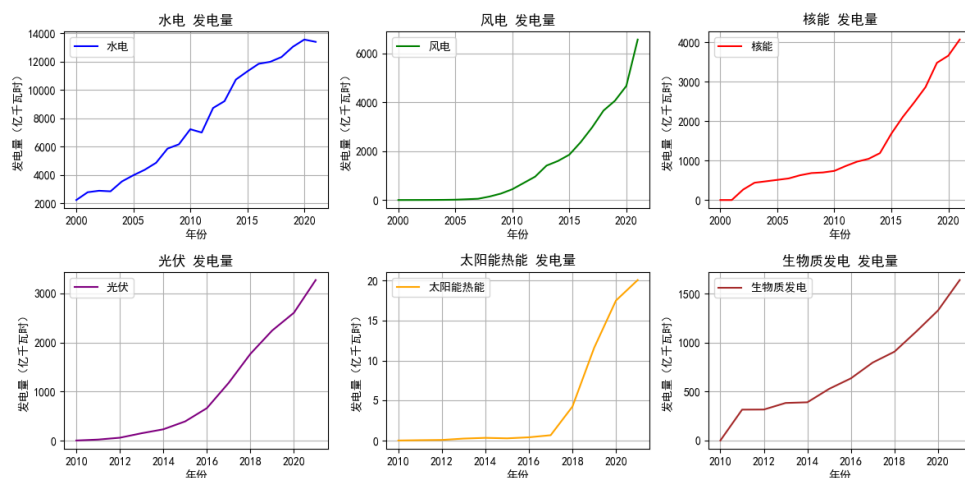 水电 发电量
水电
发电量（亿千瓦时）
14000
12000
10000
8000
6000
4000
2000
2000
2005
2010
2015
2020
年份
风电 发电量
风电
发电量（亿千瓦时）
6000
4000
2000
0
2000
2005
2010
2015
2020
年份
核能 发电量
核能
发电量（亿千瓦时）
4000
3000
2000
1000
0
2000
2005
2010
2015
2020
年份
光伏 发电量
光伏
发电量（亿千瓦时）
3000
2000
1000
0
2010
2012
2014
2016
2018
2020
年份
太阳能热能 发电量
太阳能热能
发电量（亿千瓦时）
20
15
10
5
0
2010
2012
2014
2016
2018
2020
年份
生物质发电 发电量
生物质发电
发电量（亿千瓦时）
1500
1000
500
0
2010
2012
2014
2016
2018
2020
年份